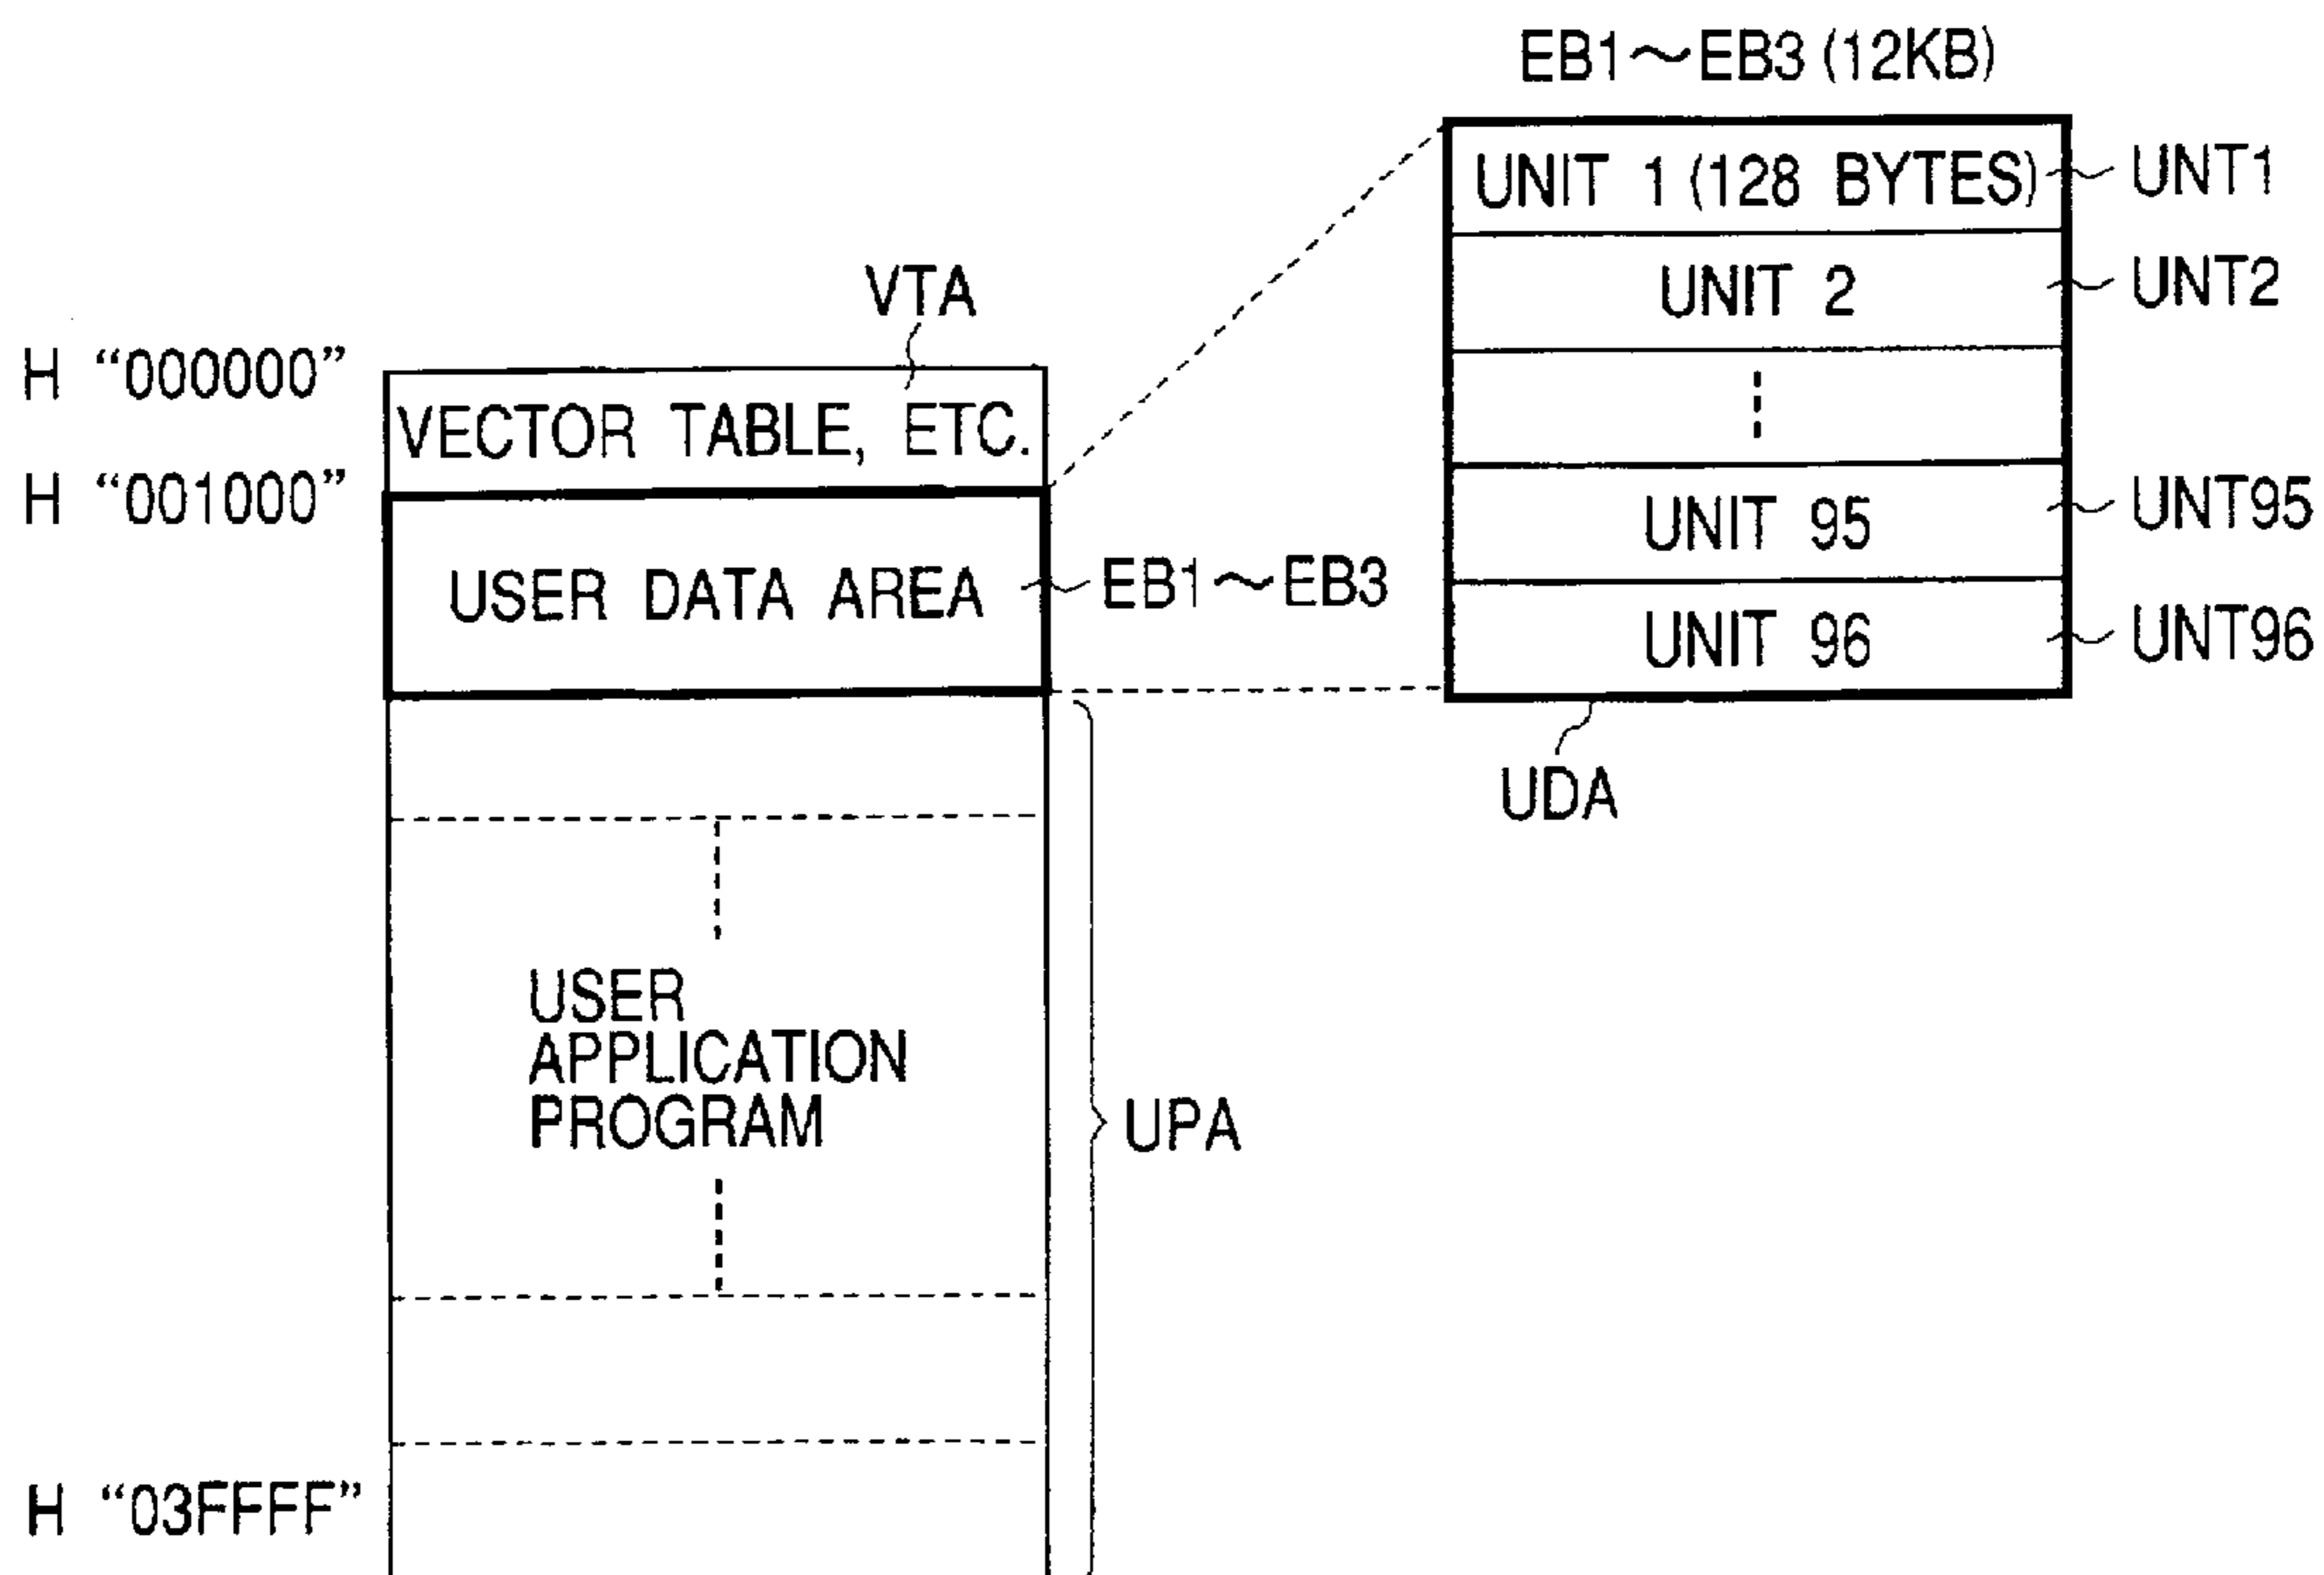 EB1～EB3 (12KB)
UNIT 1 (128 BYTES)
UNT1
UNIT 2
UNT2
VTA
H “000000”
VECTOR TABLE, ETC.
H “001000”
UNIT 95
UNT95
USER DATA AREA
EB1～EB3
UNIT 96
UNT96
UDA
USER
APPLICATION
PROGRAM
UPA
H “03FFFF”